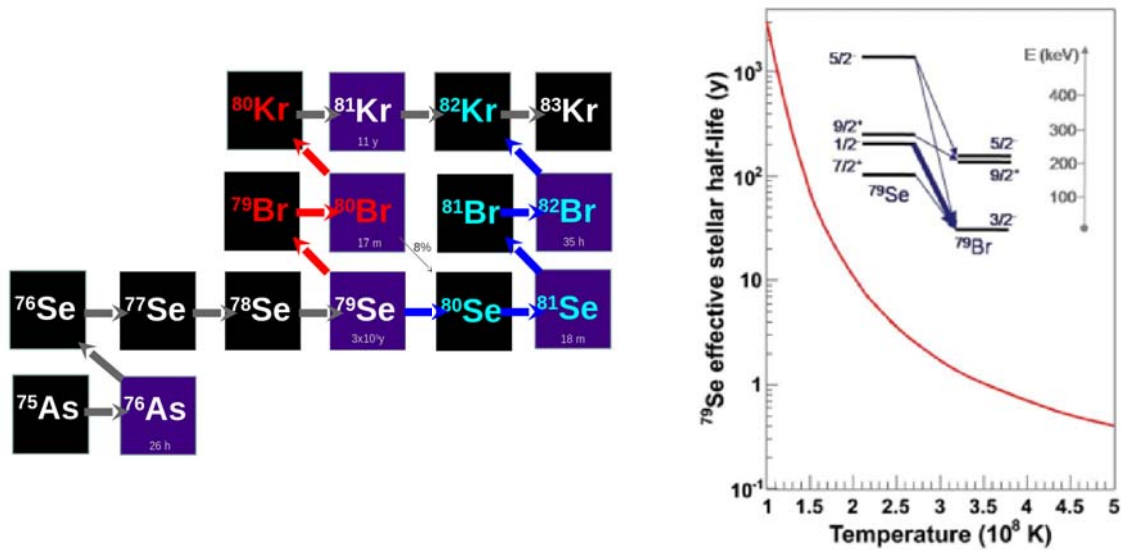 ⁸⁰Kr ⁸¹Kr ⁸²Kr ⁸³Kr
11 y
⁷⁹Br ⁸⁰Br ⁸¹Br ⁸²Br
17 m 35 h
8%
⁷⁶Se ⁷⁷Se ⁷⁸Se ⁷⁹Se ⁸⁰Se ⁸¹Se
3x10⁵y 18 m
⁷⁵As ⁷⁶As
26 h
⁷⁹Se effective stellar half-life (y)
10³
10²
10
1
10⁻¹
1 1.5 2 2.5 3 3.5 4 4.5 5
Temperature (10⁸ K)
5/2⁻
9/2⁺
1/2⁻
7/2⁺
⁷⁹Se
5/2⁻
9/2⁺
3/2⁻
⁷⁹Br
E (keV)
400
300
200
100